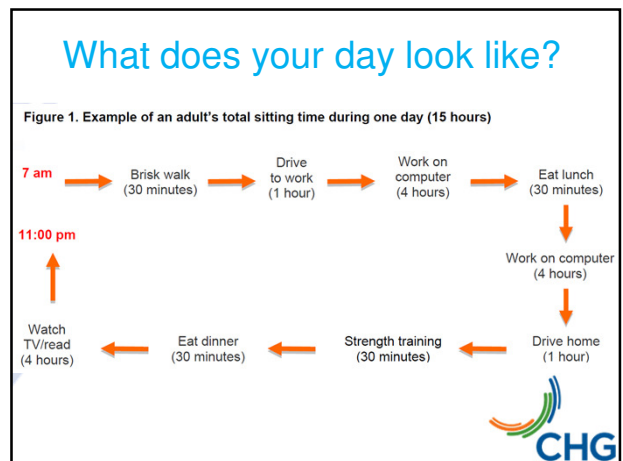 What does your day look like?
Figure 1. Example of an adult's total sitting time during one day (15 hours)
7 am
Brisk walk
(30 minutes)
Drive
to work
(1 hour)
Work on
computer
(4 hours)
Eat lunch
(30 minutes)
Work on computer
(4 hours)
Drive home
(1 hour)
Strength training
(30 minutes)
Eat dinner
(30 minutes)
Watch
TV/read
(4 hours)
11:00 pm
CHG